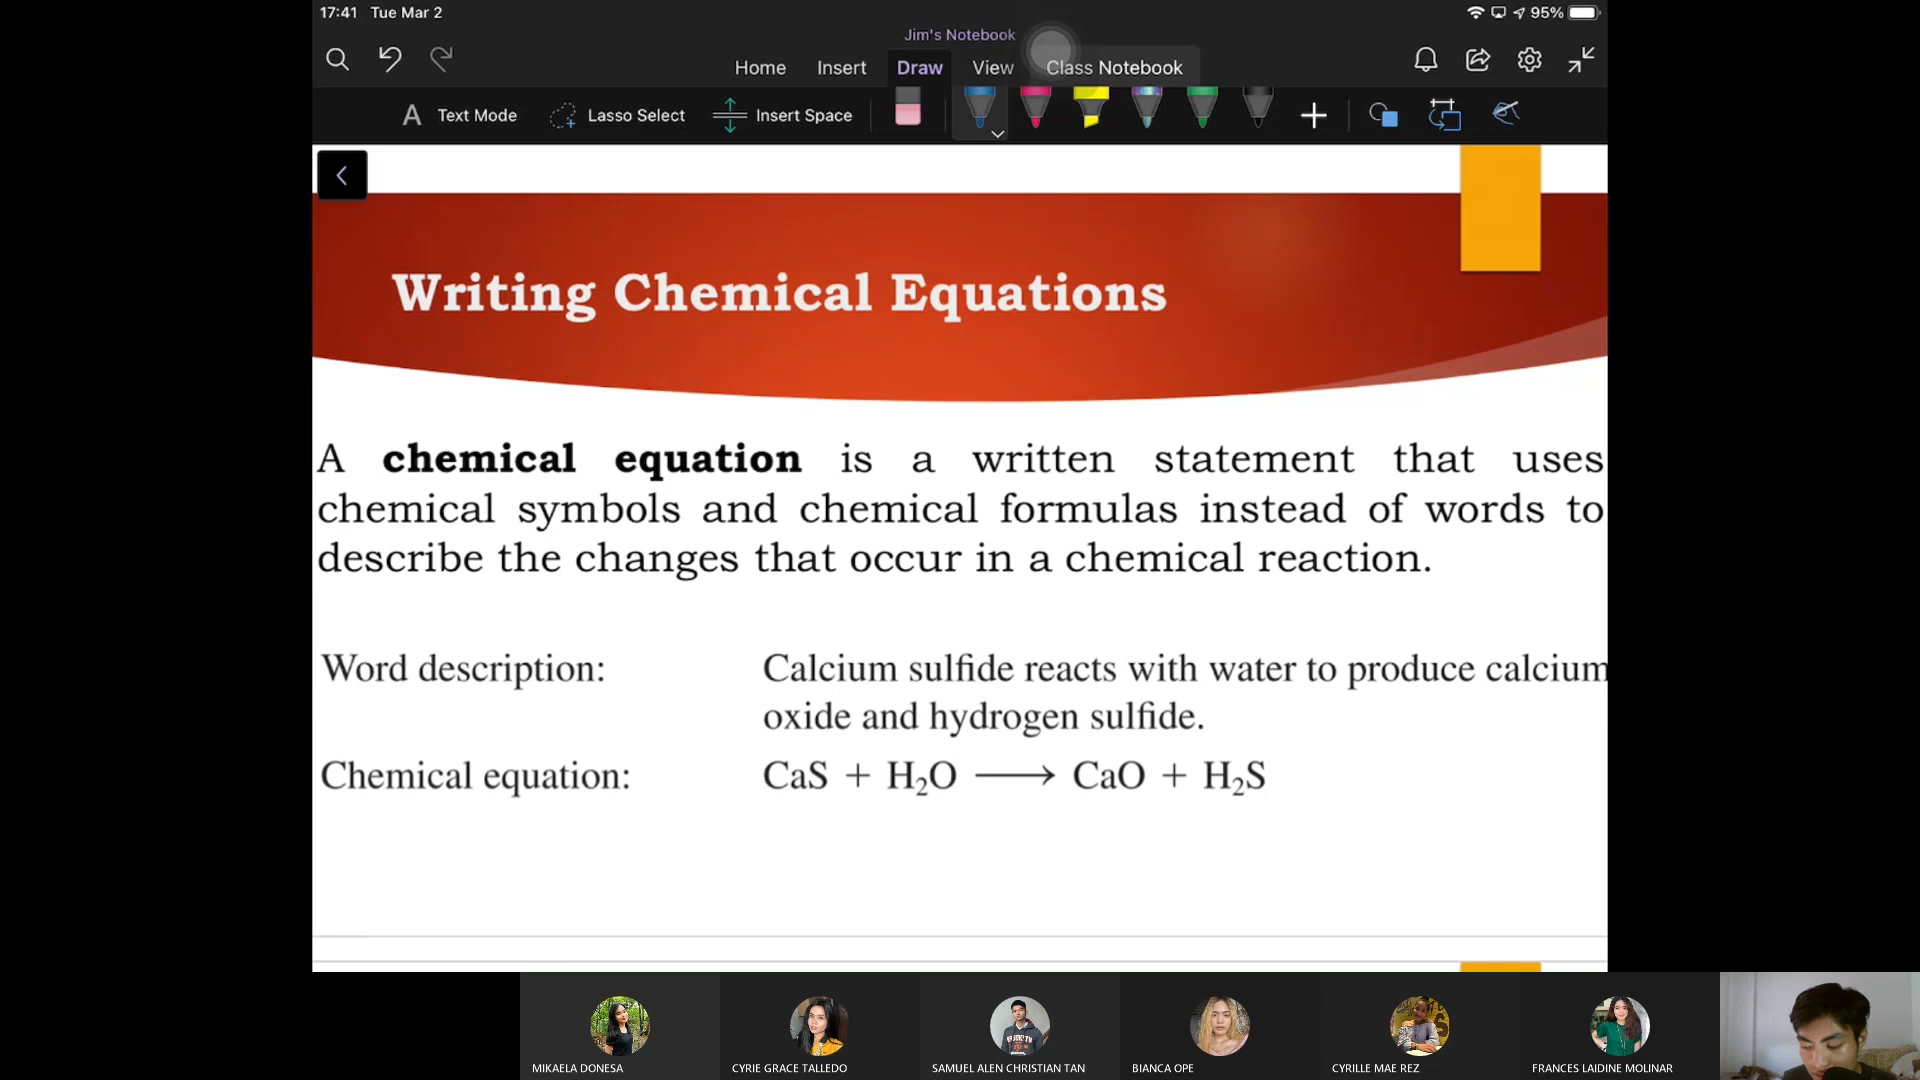 17:41 Tue Mar 2
95%
Jim's Notebook
Home Insert Draw View Class Notebook
A Text Mode Lasso Select Insert Space
Writing Chemical Equations
A chemical equation is a written statement that uses
chemical symbols and chemical formulas instead of words to
describe the changes that occur in a chemical reaction.
Word description: Calcium sulfide reacts with water to produce calcium
oxide and hydrogen sulfide.
Chemical equation: CaS + H₂O ⟶ CaO + H₂S
MIKAELA DONESA CYRIE GRACE TALLEDO SAMUEL ALEN CHRISTIAN TAN BIANCA OPE CYRILLE MAE REZ FRANCES LAIDINE MOLINAR